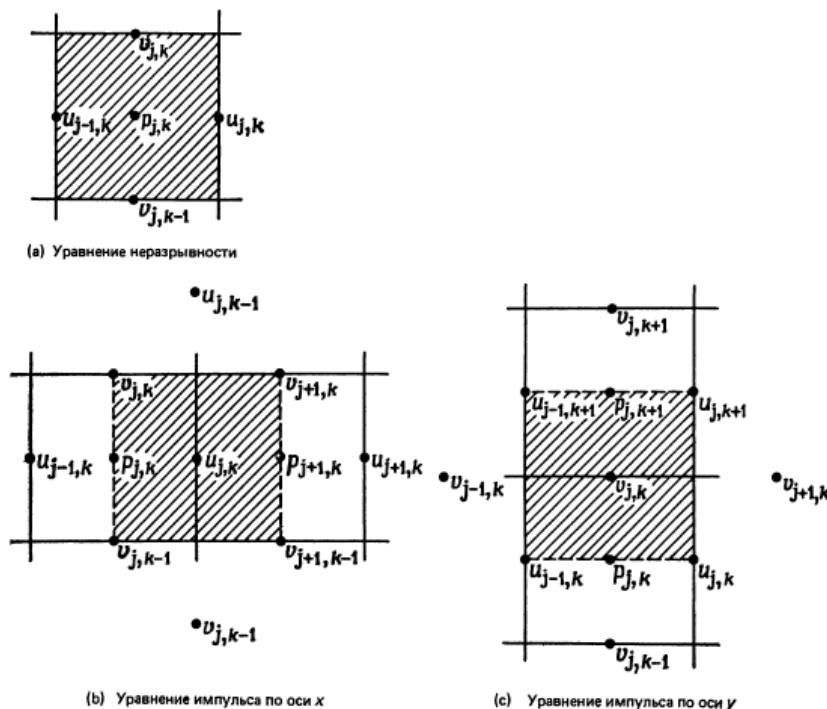 v_{j,k}
u_{j-1,k} p_{j,k} u_{j,k}
v_{j,k-1}
(a) Уравнение неразрывности
u_{j,k-1}
v_{j,k} v_{j+1,k}
u_{j-1,k} p_{j,k} u_{j,k} p_{j+1,k} u_{j+1,k}
v_{j,k-1} v_{j+1,k-1}
v_{j,k-1}
(b) Уравнение импульса по оси x
v_{j,k+1}
u_{j-1,k+1} p_{j,k+1} u_{j,k+1}
v_{j-1,k} v_{j,k} v_{j+1,k}
u_{j-1,k} p_{j,k} u_{j,k}
v_{j,k-1}
(c) Уравнение импульса по оси y